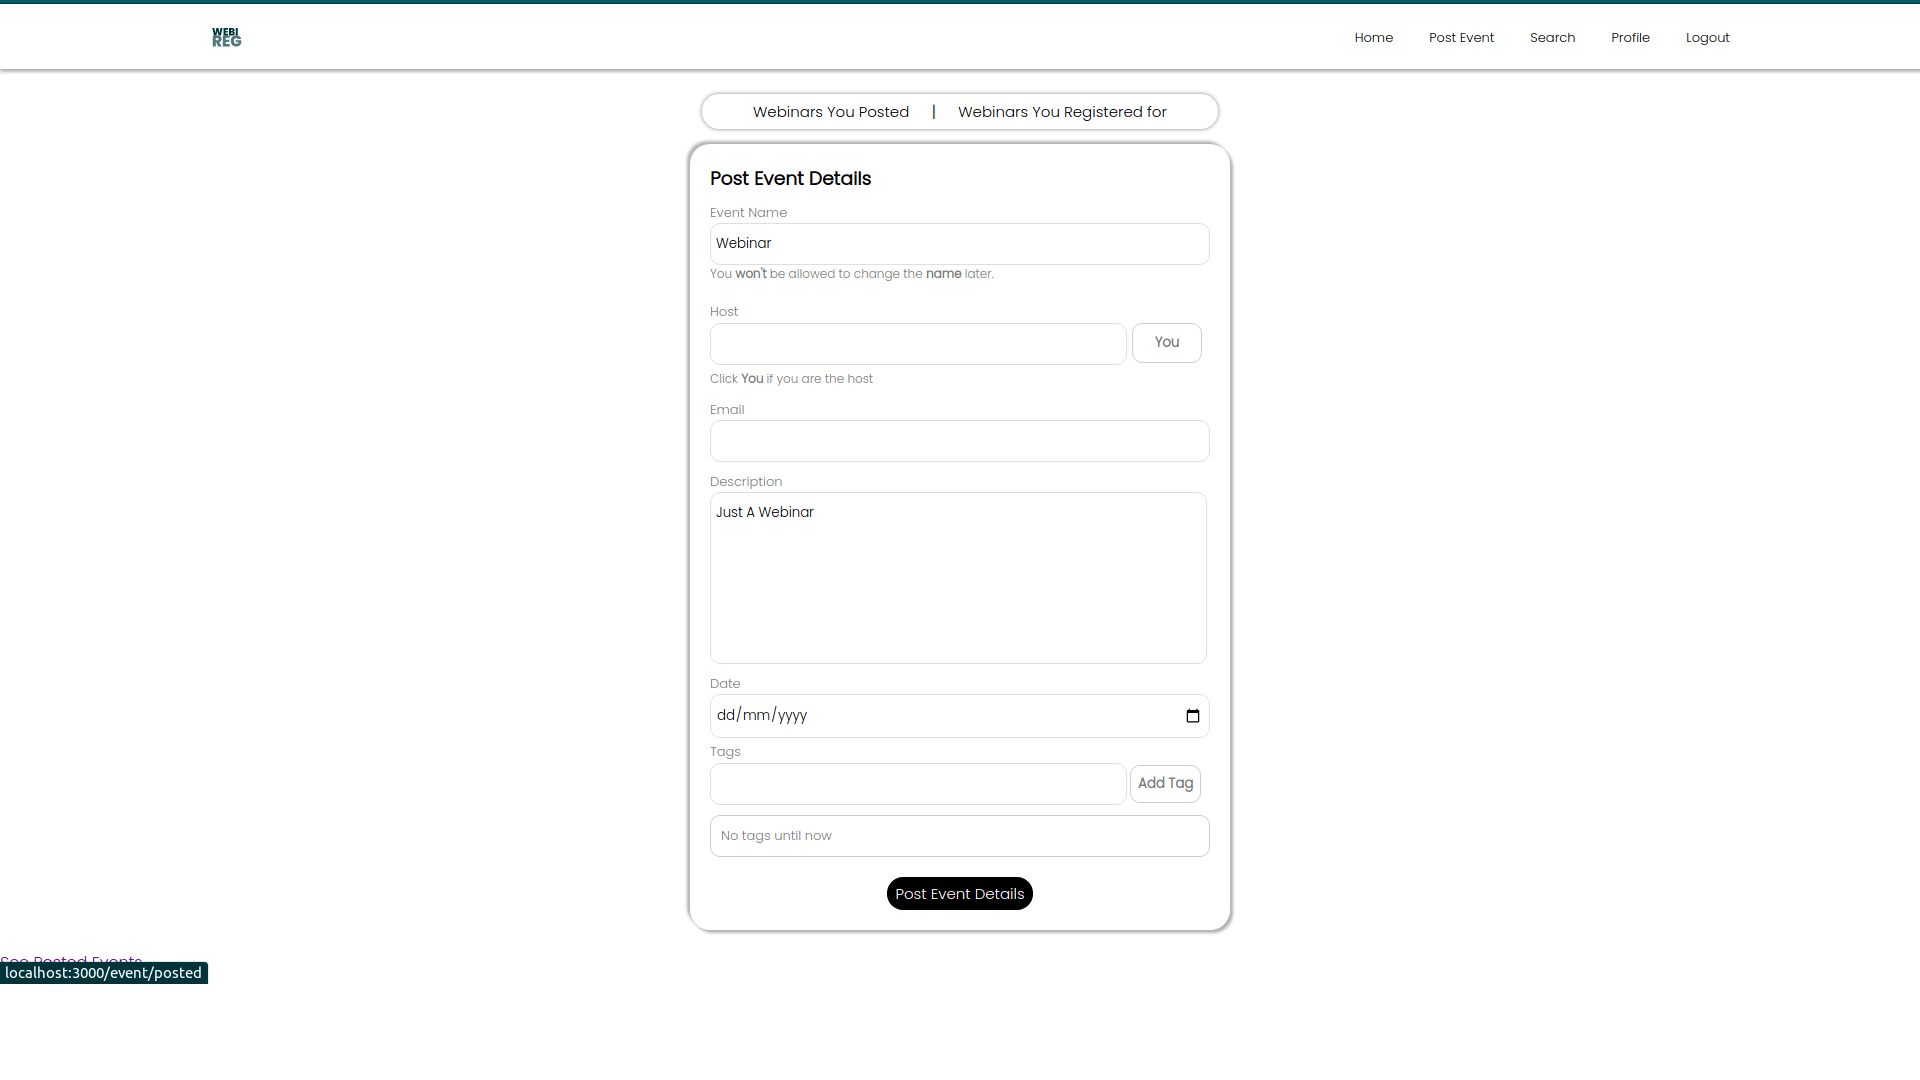 WEBI
REG
Home Post Event Search Profile Logout
Webinars You Posted | Webinars You Registered for
Post Event Details
Event Name
Webinar
You won't be allowed to change the name later.
Host
You
Click You if you are the host
Email
Description
Just A Webinar
Date
dd/mm/yyyy
Tags
Add Tag
No tags until now
Post Event Details
See Posted Events
localhost:3000/event/posted